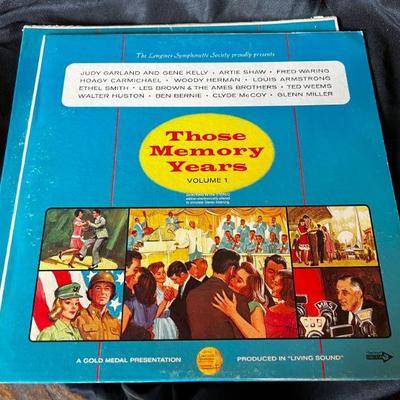 The Longines Symphonette Society proudly presents
JUDY GARLAND AND GENE KELLY • ARTIE SHAW • FRED WARING
HOAGY CARMICHAEL • WOODY HERMAN • LOUIS ARMSTRONG
ETHEL SMITH • LES BROWN & THE AMES BROTHERS • TED WEEMS
WALTER HUSTON • BEN BERNIE • CLYDE McCOY • GLENN MILLER
Those
Memory
Years
VOLUME 1
MBS
A GOLD MEDAL PRESENTATION
PRODUCED IN "LIVING SOUND"